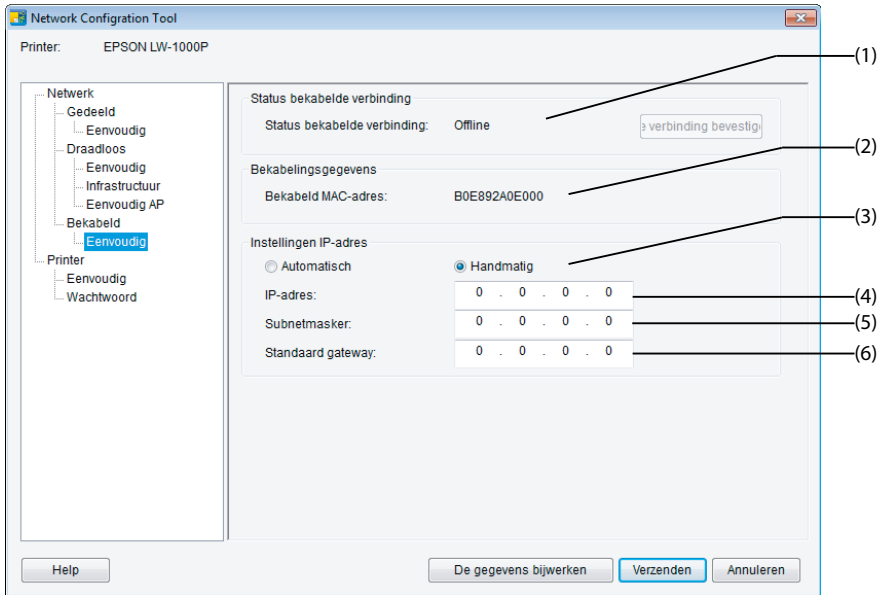 Network Configration Tool
Printer: EPSON LW-1000P
Netwerk
Gedeeld
Eenvoudig
Draadloos
Eenvoudig
Infrastructuur
Eenvoudig AP
Bekabeld
Eenvoudig
Printer
Eenvoudig
Wachtwoord
Status bekabelde verbinding
Status bekabelde verbinding: Offline
verbinding bevestig
Bekabelingsgegevens
Bekabeld MAC-adres: B0E892A0E000
Instellingen IP-adres
Automatisch Handmatig
IP-adres: 0 . 0 . 0 . 0
Subnetmasker: 0 . 0 . 0 . 0
Standaard gateway: 0 . 0 . 0 . 0
(1)
(2)
(3)
(4)
(5)
(6)
Help De gegevens bijwerken Verzenden Annuleren